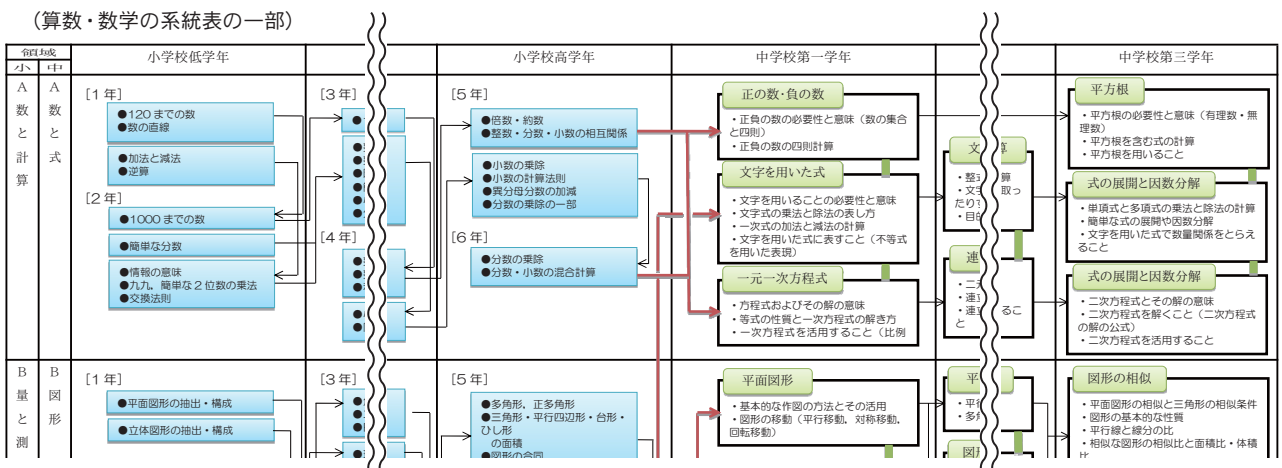 （算数・数学の系統表の一部）
領域
小 中
小学校低学年
小学校高学年
中学校第一学年
中学校第三学年
A 数と計算
A 数と式
[1年]
●120 までの数
●数の直線
●加法と減法
●逆算
[2年]
●1000 までの数
●簡単な分数
●情報の意味
●九九，簡単な２位数の乗法
●交換法則
[3年]
[4年]
[5年]
●倍数・約数
●整数・分数・小数の相互関係
●小数の乗除
●小数の計算法則
●異分母分数の加減
●分数の乗除の一部
[6年]
●分数の乗除
●分数・小数の混合計算
正の数・負の数
・正負の数の必要性と意味（数の集合
と四則）
・正負の数の四則計算
文字を用いた式
・文字を用いることの必要性と意味
・文字式の乗法と除法の表し方
・一次式の加法と減法の計算
・文字を用いた式に表すこと（不等式
を用いた表現）
一元一次方程式
・方程式およびその解の意味
・等式の性質と一次方程式の解き方
・一次方程式を活用すること（比例
平方根
・平方根の必要性と意味（有理数・無
理数）
・平方根を含む式の計算
・平方根を用いること
式の展開と因数分解
・単項式と多項式の乗法と除法の計算
・簡単な式の展開や因数分解
・文字を用いた式で数量関係をとらえ
ること
式の展開と因数分解
・二次方程式とその解の意味
・二次方程式を解くこと（二次方程式
の解の公式）
・二次方程式を活用すること
B 量と測
B 図形
[1年]
●平面図形の抽出・構成
●立体図形の抽出・構成
[3年]
[5年]
●多角形，正多角形
●三角形・平行四辺形・台形・
ひし形
の面積
●図形の合同
平面図形
・基本的な作図の方法とその活用
・図形の移動（平行移動，対称移動，
回転移動）
図形の相似
・平面図形の相似と三角形の相似条件
・図形の基本的な性質
・平行線と線分の比
・相似な図形の相似比と面積比・体積
比